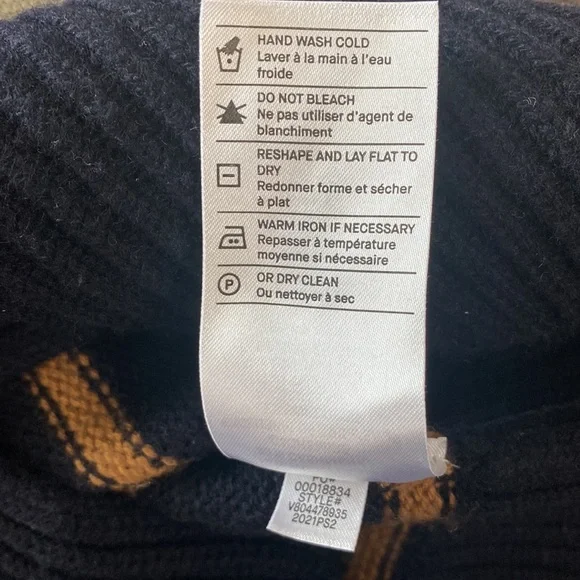 HAND WASH COLD
Laver à la main à l'eau
froide
DO NOT BLEACH
Ne pas utiliser d'agent de
blanchiment
RESHAPE AND LAY FLAT TO
DRY
Redonner forme et sécher
à plat
WARM IRON IF NECESSARY
Repasser à température
moyenne si nécessaire
P
OR DRY CLEAN
Ou nettoyer à sec
00018834
STYLE#
V804478935
2021PS2